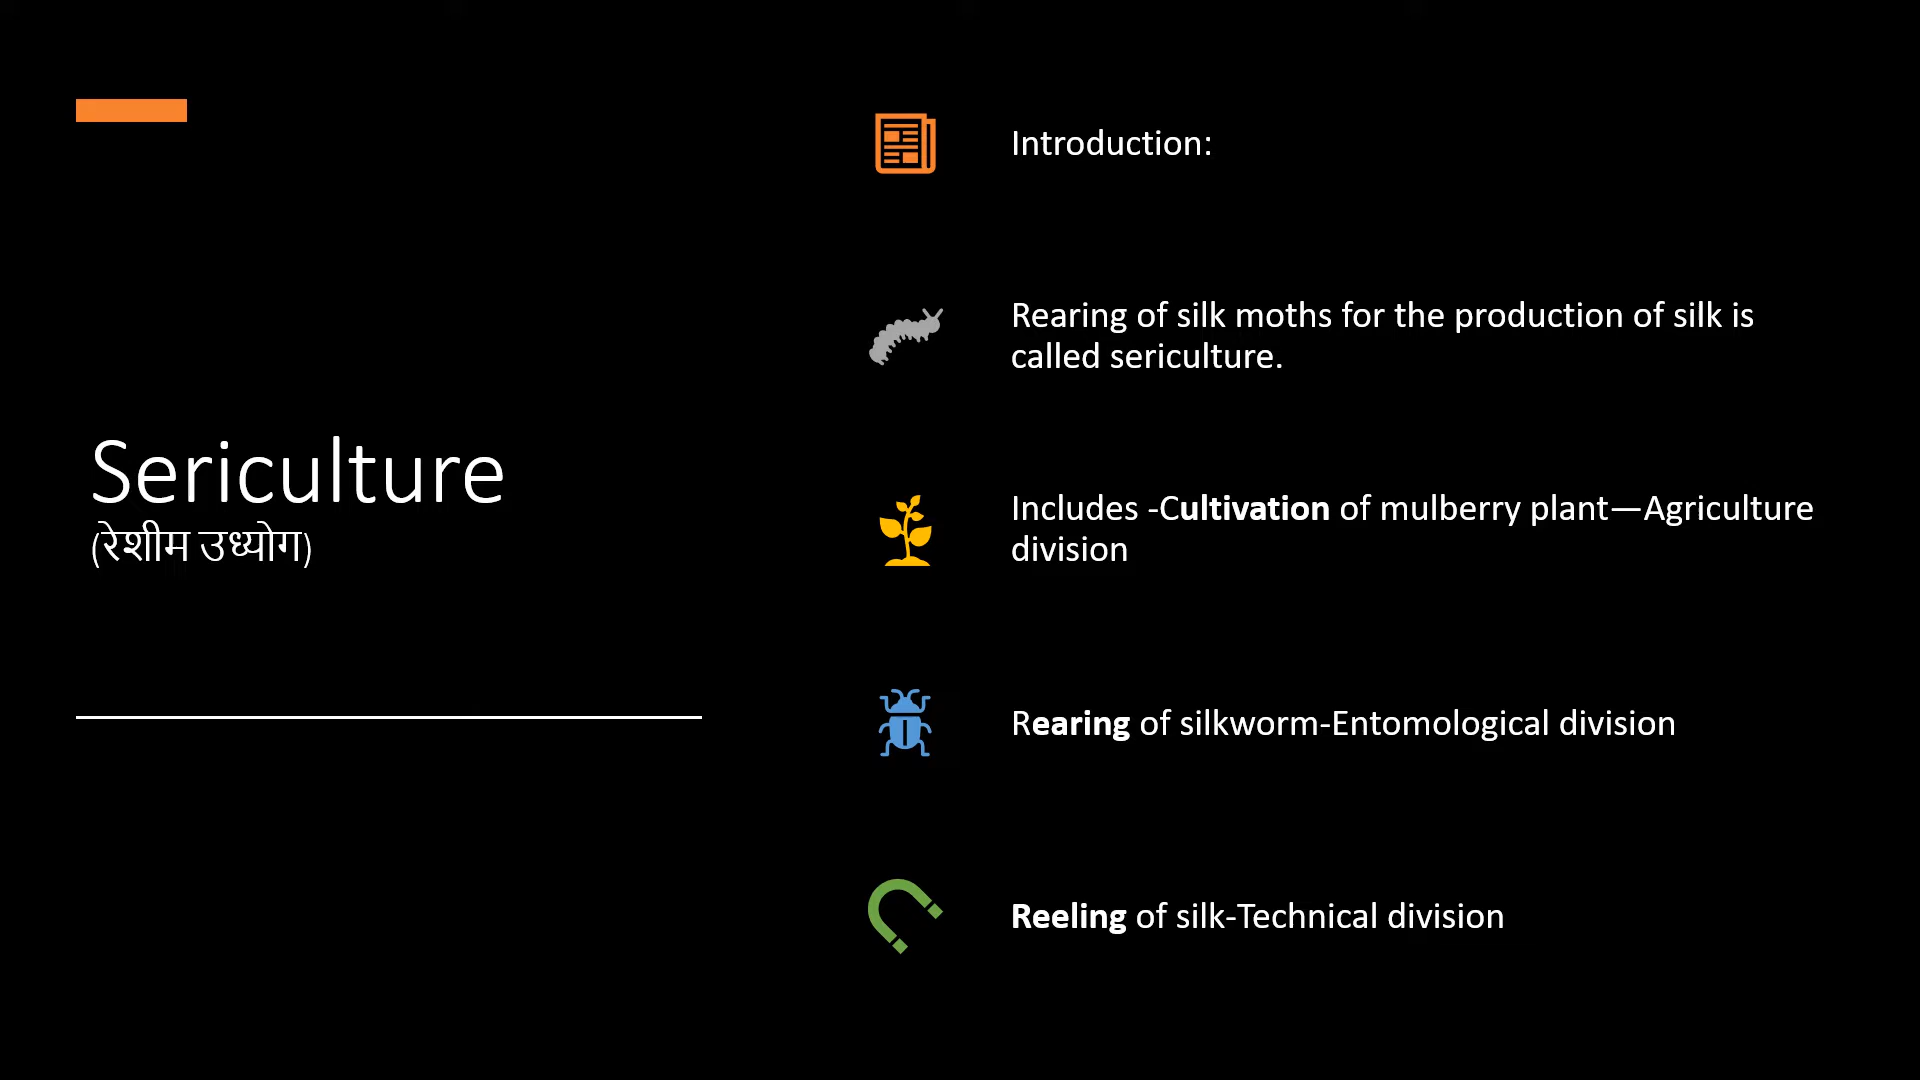 Sericulture
(रेशीम उध्योग)
Introduction:
Rearing of silk moths for the production of silk is
called sericulture.
Includes -Cultivation of mulberry plant—Agriculture
division
Rearing of silkworm-Entomological division
Reeling of silk-Technical division